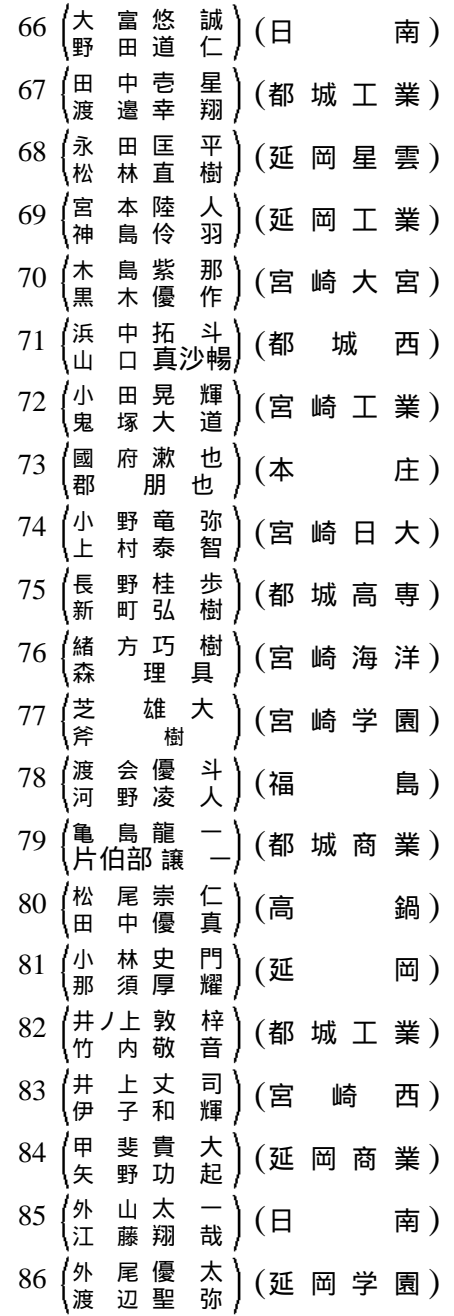 66 大富悠誠 (日南)
野田道仁
67 田中壱星 (都城工業)
渡邉幸翔
68 永田匡平 (延岡星雲)
松林直樹
69 宮本陸人 (延岡工業)
神島伶羽
70 木島紫那 (宮崎大宮)
黒木優作
71 浜中拓斗 (都城西)
山口真沙暢
72 小田晃輝 (宮崎工業)
鬼塚大道
73 國府漱也 (本庄)
郡朋也
74 小野竜弥 (宮崎日大)
上村泰智
75 長野桂歩 (都城高専)
新町弘樹
76 緒方巧樹 (宮崎海洋)
森理具
77 芝雄大 (宮崎学園)
斧樹
78 渡会優斗 (福島)
河野凌人
79 亀島龍一 (都城商業)
片伯部譲一
80 松尾崇仁 (高鍋)
田中優真
81 小林史門 (延岡)
那須厚耀
82 井ノ上敦梓 (都城工業)
竹内敬音
83 井上丈司 (宮崎西)
伊子和輝
84 甲斐貴大 (延岡商業)
矢野功起
85 外山太一 (日南)
江藤翔哉
86 外尾優太 (延岡学園)
渡辺聖弥